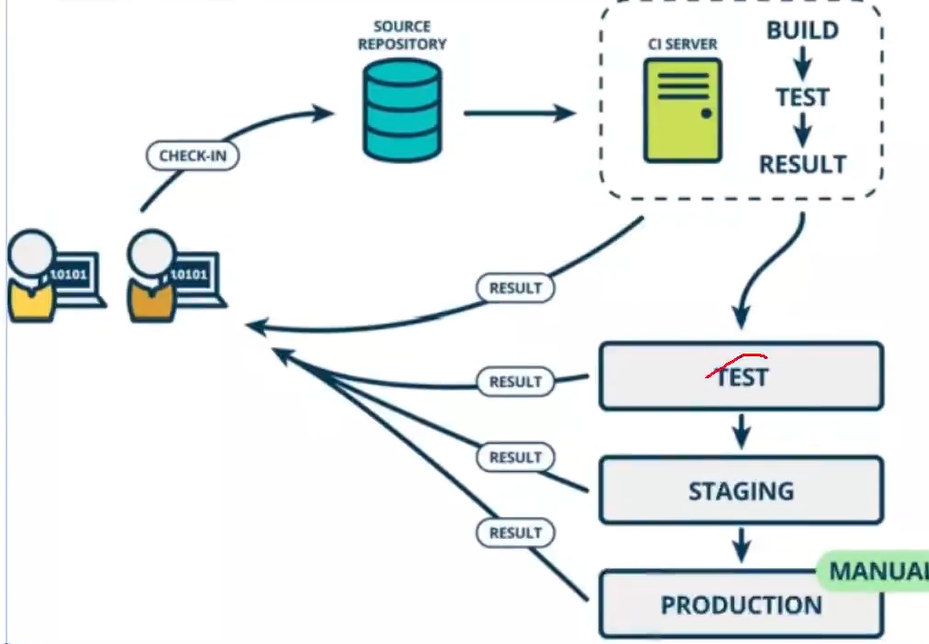 SOURCE
REPOSITORY
CI SERVER
BUILD
TEST
RESULT
CHECK-IN
10101
10101
RESULT
RESULT
TEST
RESULT
STAGING
RESULT
MANUAL
PRODUCTION